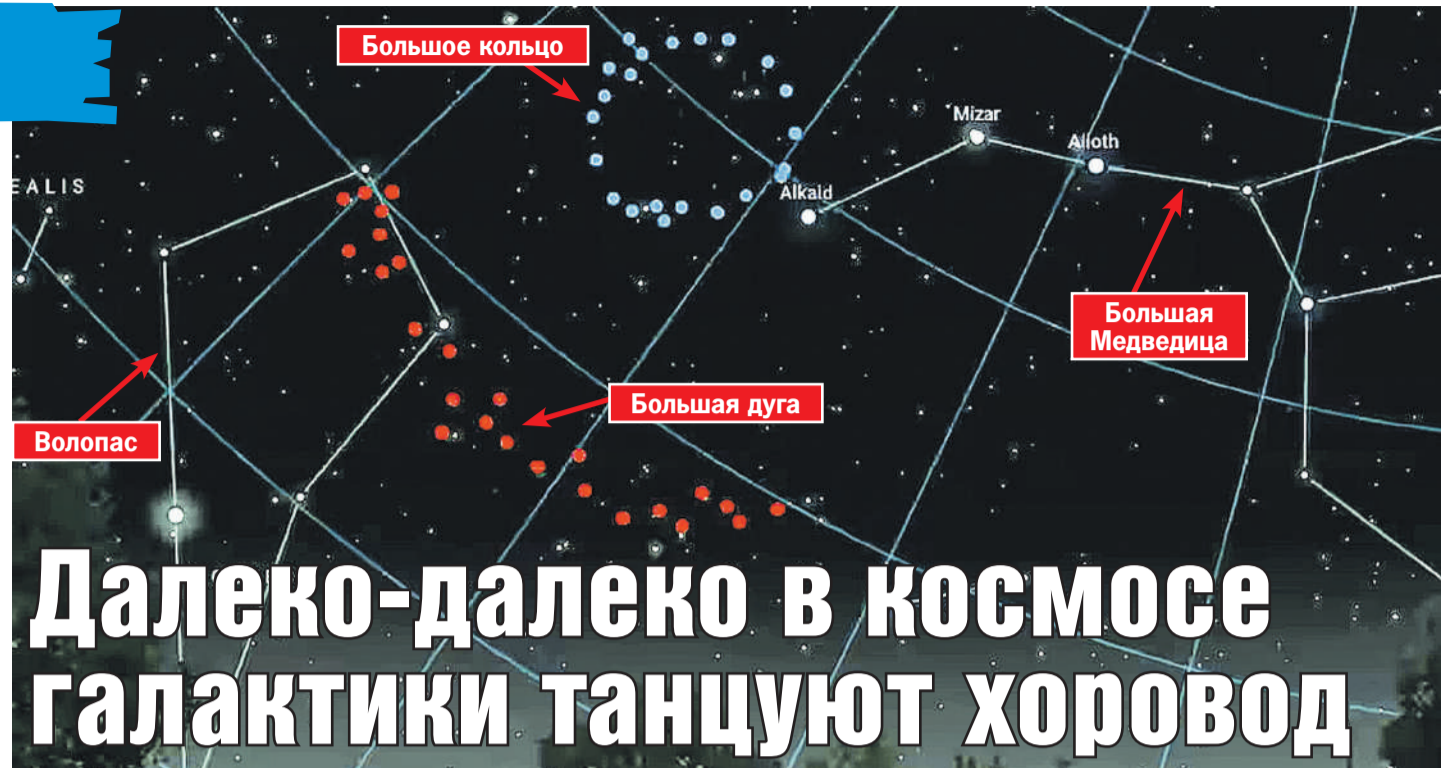 Большое кольцо
Mizar
Alioth
EALIS
Alkaid
Большая
Медведица
Большая дуга
Волопас
Далеко-далеко в космосе
галактики танцуют хоровод